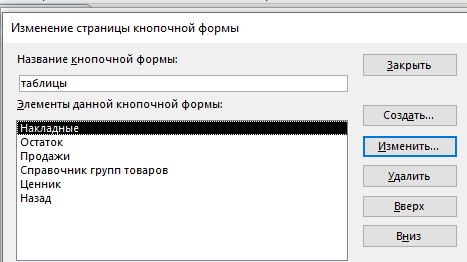 Изменение страницы кнопочной формы
Название кнопочной формы:
Закрыть
таблицы
Элементы данной кнопочной формы:
Создать...
Накладные
Остаток
Изменить...
Продажи
Справочник групп товаров
Удалить
Ценник
Назад
Вверх
Вниз